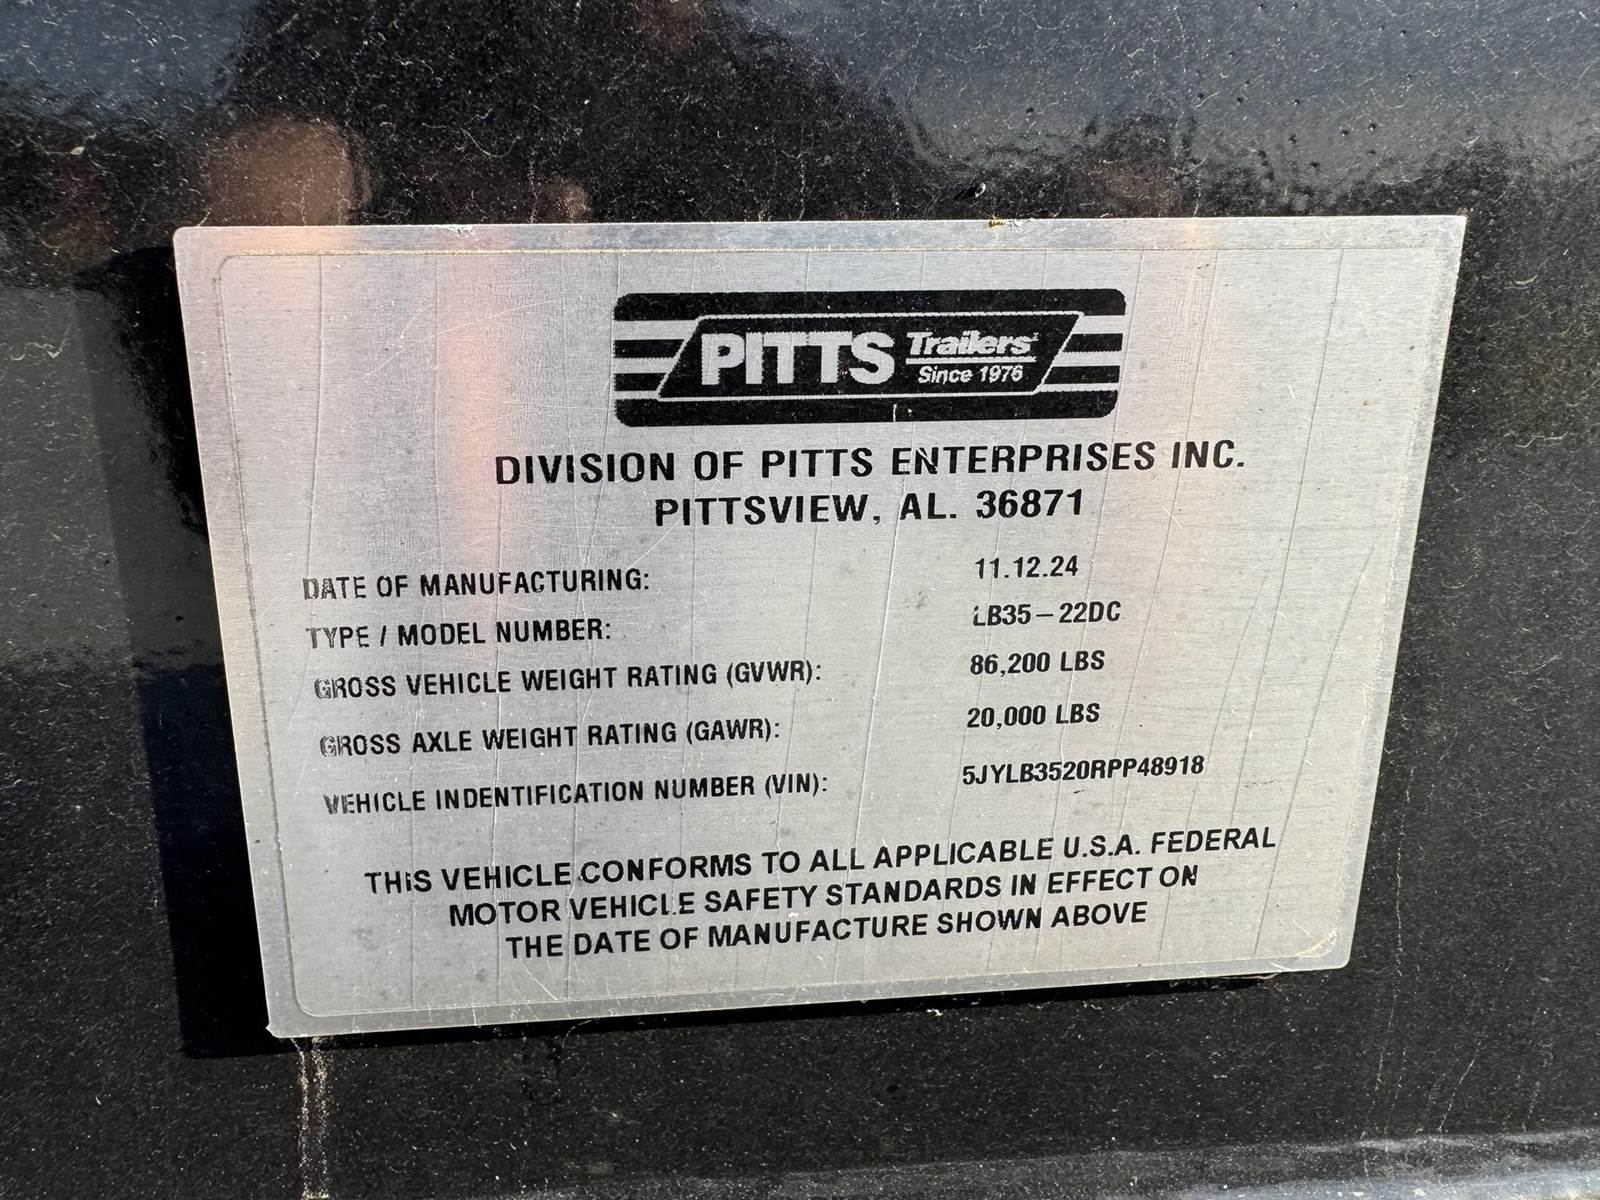 PITTS Trailers
Since 1976
DIVISION OF PITTS ENTERPRISES INC.
PITTSVIEW, AL. 36871
DATE OF MANUFACTURING: 11.12.24
TYPE / MODEL NUMBER: LB35-22DC
GROSS VEHICLE WEIGHT RATING (GVWR): 86,200 LBS
GROSS AXLE WEIGHT RATING (GAWR): 20,000 LBS
VEHICLE INDENTIFICATION NUMBER (VIN): 5JYLB3520RPP48918
THIS VEHICLE CONFORMS TO ALL APPLICABLE U.S.A. FEDERAL
MOTOR VEHICLE SAFETY STANDARDS IN EFFECT ON
THE DATE OF MANUFACTURE SHOWN ABOVE